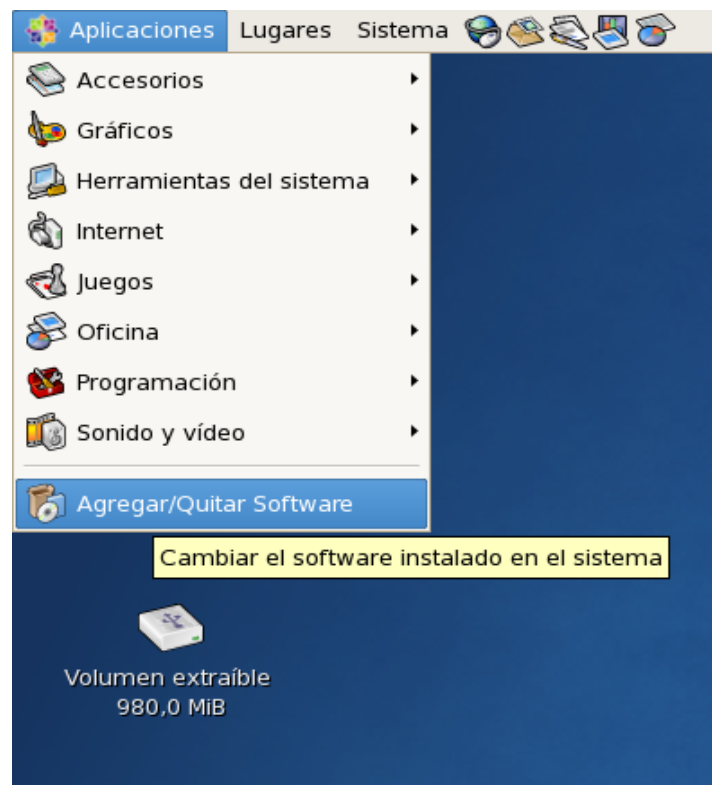 Aplicaciones Lugares Sistema
Accesorios
Gráficos
Herramientas del sistema
Internet
Juegos
Oficina
Programación
Sonido y vídeo
Agregar/Quitar Software
Cambiar el software instalado en el sistema
Volumen extraíble
980,0 MiB